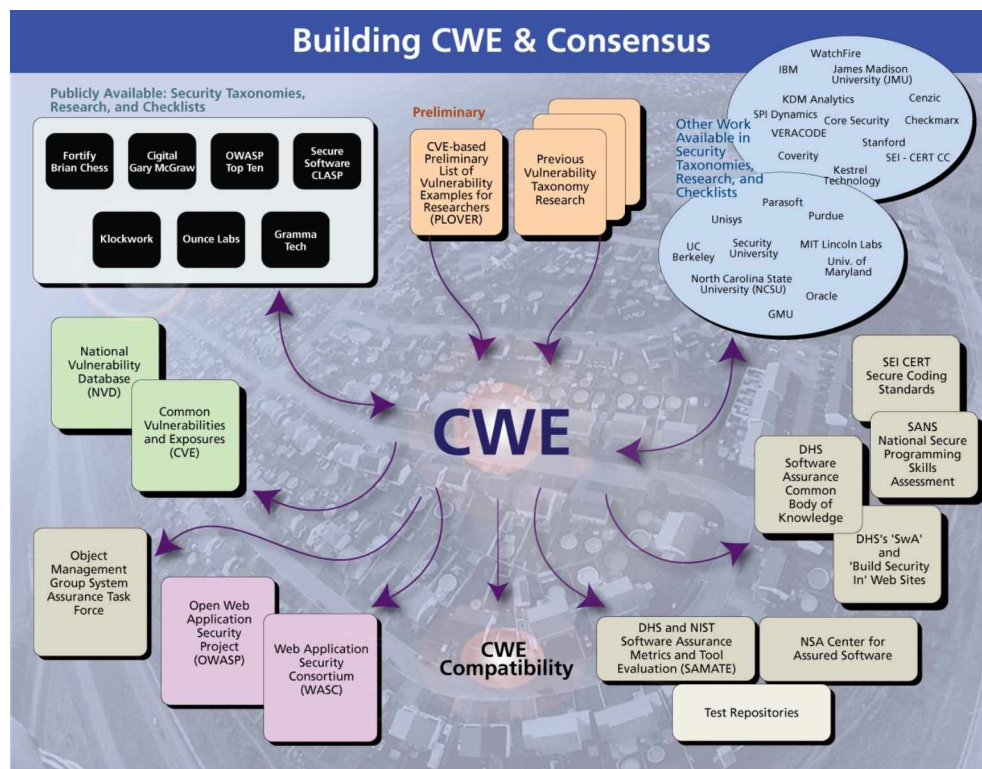 Building CWE & Consensus
Publicly Available: Security Taxonomies,
Research, and Checklists
Fortify
Brian Chess
Cigital
Gary McGraw
OWASP
Top Ten
Secure
Software
CLASP
Klockwork
Ounce Labs
Gramma
Tech
Preliminary
CVE-based
Preliminary
List of
Vulnerability
Examples for
Researchers
(PLOVER)
Previous
Vulnerability
Taxonomy
Research
Other Work
Available in
Security
Taxonomies,
Research, and
Checklists
WatchFire
IBM
James Madison
University (JMU)
KDM Analytics
Cenzic
SPI Dynamics
Core Security
Checkmarx
VERACODE
Stanford
Coverity
SEI - CERT CC
Kestrel
Technology
Parasoft
Unisys
Purdue
UC
Berkeley
Security
University
MIT Lincoln Labs
Univ. of
Maryland
North Carolina State
University (NCSU)
Oracle
GMU
National
Vulnerability
Database
(NVD)
Common
Vulnerabilities
and Exposures
(CVE)
CWE
SEI CERT
Secure Coding
Standards
SANS
National Secure
Programming
Skills
Assessment
DHS
Software
Assurance
Common
Body of
Knowledge
DHS's 'SwA'
and
'Build Security
In' Web Sites
Object
Management
Group System
Assurance Task
Force
Open Web
Application
Security
Project
(OWASP)
Web Application
Security
Consortium
(WASC)
CWE
Compatibility
DHS and NIST
Software Assurance
Metrics and Tool
Evaluation (SAMATE)
NSA Center for
Assured Software
Test Repositories